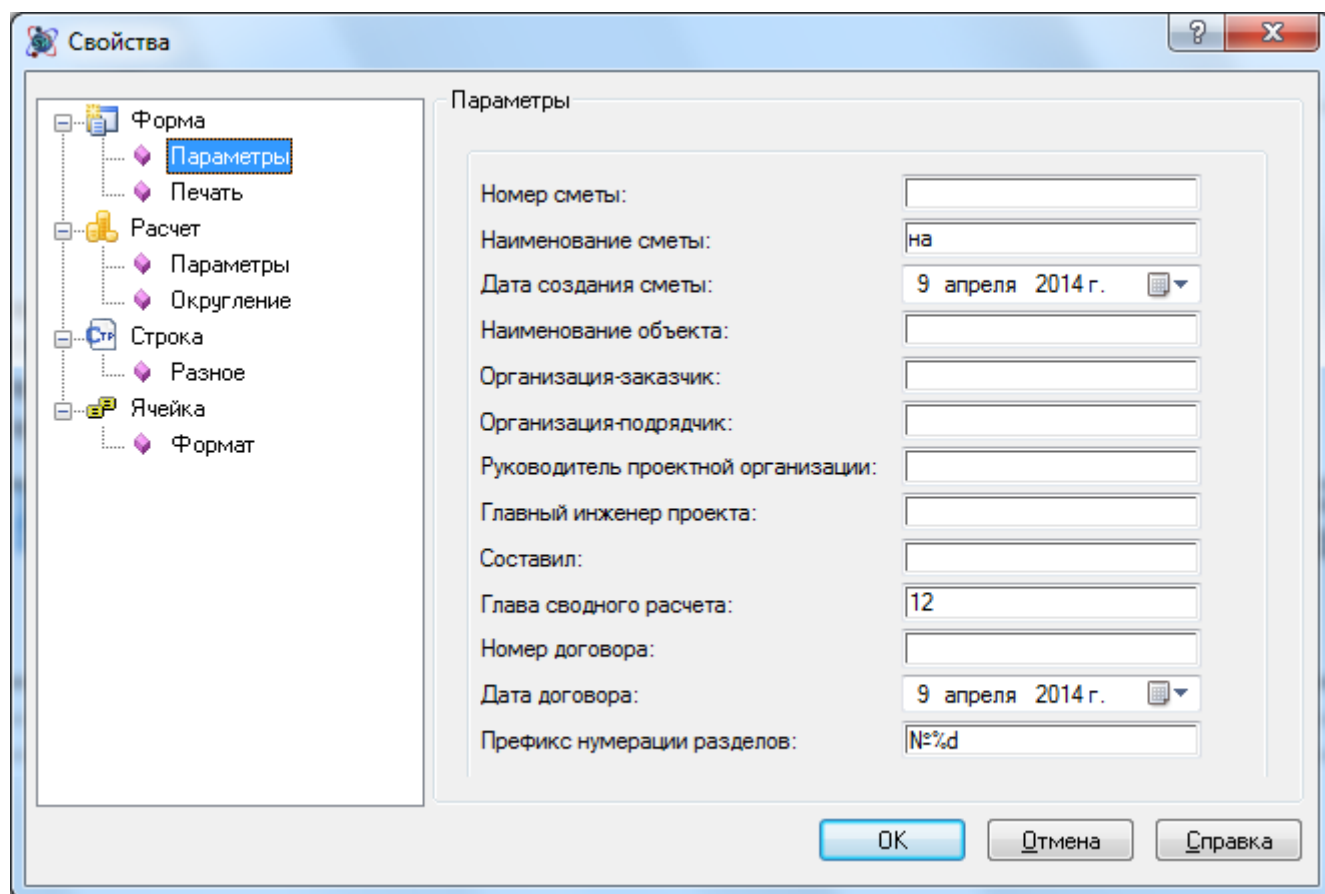 Свойства
Форма
Параметры
Печать
Расчет
Параметры
Округление
Строка
Разное
Ячейка
Формат
Параметры
Номер сметы:
Наименование сметы: на
Дата создания сметы: 9 апреля 2014 г.
Наименование объекта:
Организация-заказчик:
Организация-подрядчик:
Руководитель проектной организации:
Главный инженер проекта:
Составил:
Глава сводного расчета: 12
Номер договора:
Дата договора: 9 апреля 2014 г.
Префикс нумерации разделов: №%d
OK Отмена Справка